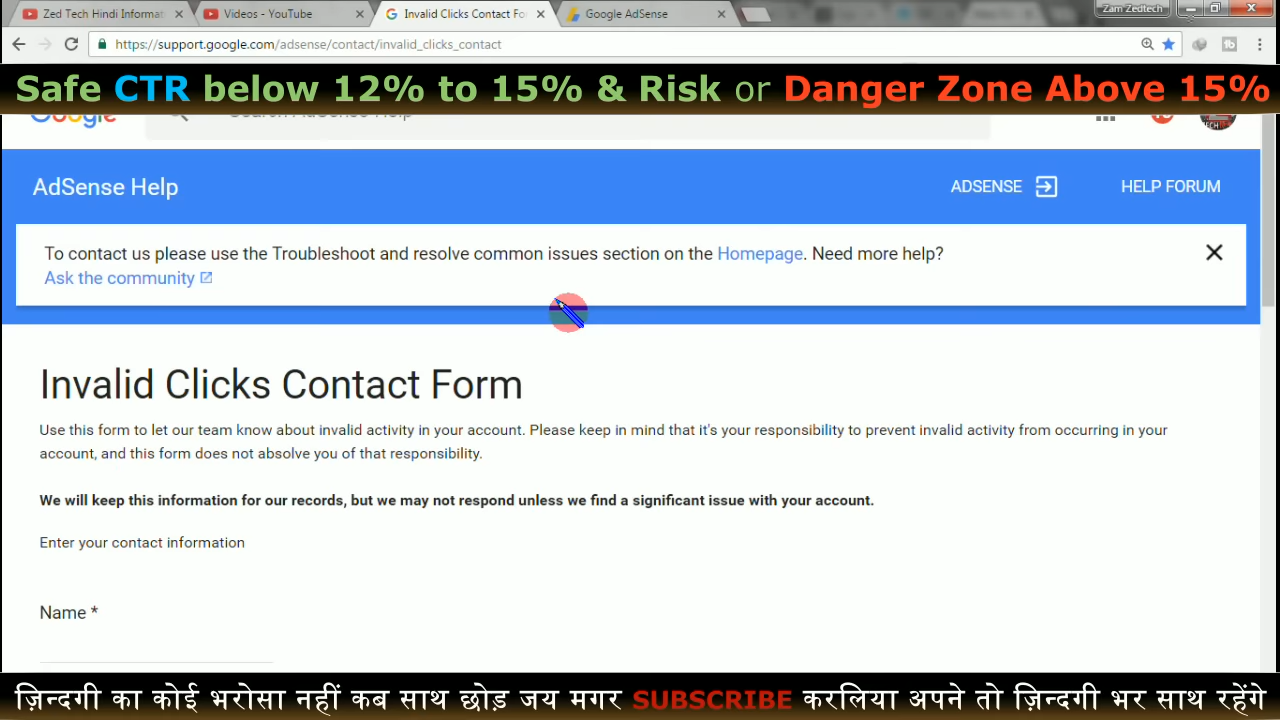 Zed Tech Hindi Informat
Videos - YouTube
Invalid Clicks Contact Fo
Google AdSense
Zam Zedtech
https://support.google.com/adsense/contact/invalid_clicks_contact
Safe CTR below 12% to 15% & Risk or Danger Zone Above 15%
Google
Search AdSense Help
AdSense Help
ADSENSE
HELP FORUM
To contact us please use the Troubleshoot and resolve common issues section on the Homepage. Need more help?
Ask the community
Invalid Clicks Contact Form
Use this form to let our team know about invalid activity in your account. Please keep in mind that it's your responsibility to prevent invalid activity from occurring in your
account, and this form does not absolve you of that responsibility.
We will keep this information for our records, but we may not respond unless we find a significant issue with your account.
Enter your contact information
Name *
ज़िन्दगी का कोई भरोसा नहीं कब साथ छोड़ जय मगर SUBSCRIBE करलिया अपने तो ज़िन्दगी भर साथ रहेंगे